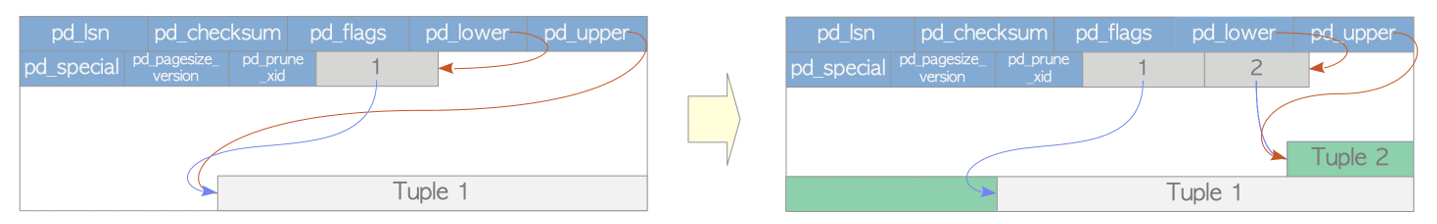 pd_lsn pd_checksum pd_flags pd_lower pd_upper
pd_special pd_pagesize_
version pd_prune
_xid 1
Tuple 1
pd_lsn pd_checksum pd_flags pd_lower pd_upper
pd_special pd_pagesize_
version pd_prune
_xid 1 2
Tuple 2
Tuple 1